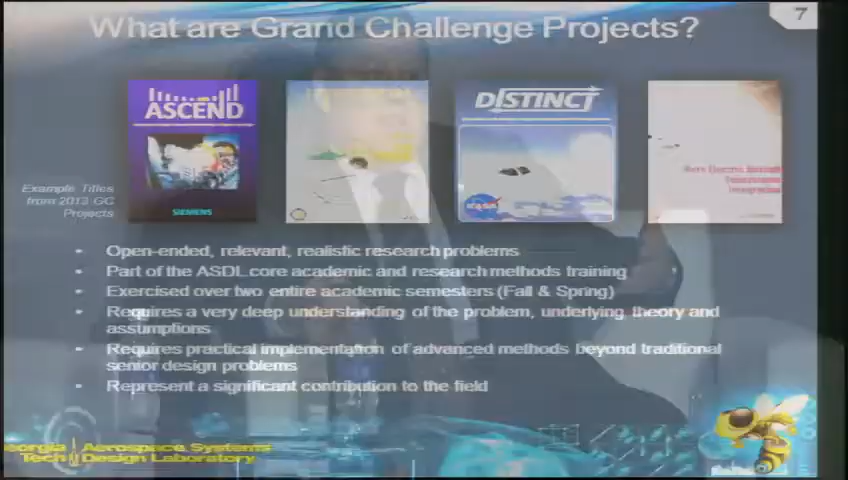 7
What are Grand Challenge Projects?
ASCEND
SIEMENS
DISTINCT
NASA
Example Titles
from 2013 GC
Projects
• Open-ended, relevant, realistic research problems
• Part of the ASDL core academic and research methods training
• Exercised over two entire academic semesters (Fall & Spring)
• Requires a very deep understanding of the problem, underlying theory and
assumptions
• Requires practical implementation of advanced methods beyond traditional
senior design problems
• Represent a significant contribution to the field
eorgia Aerospace Systems
Tech Design Laboratory